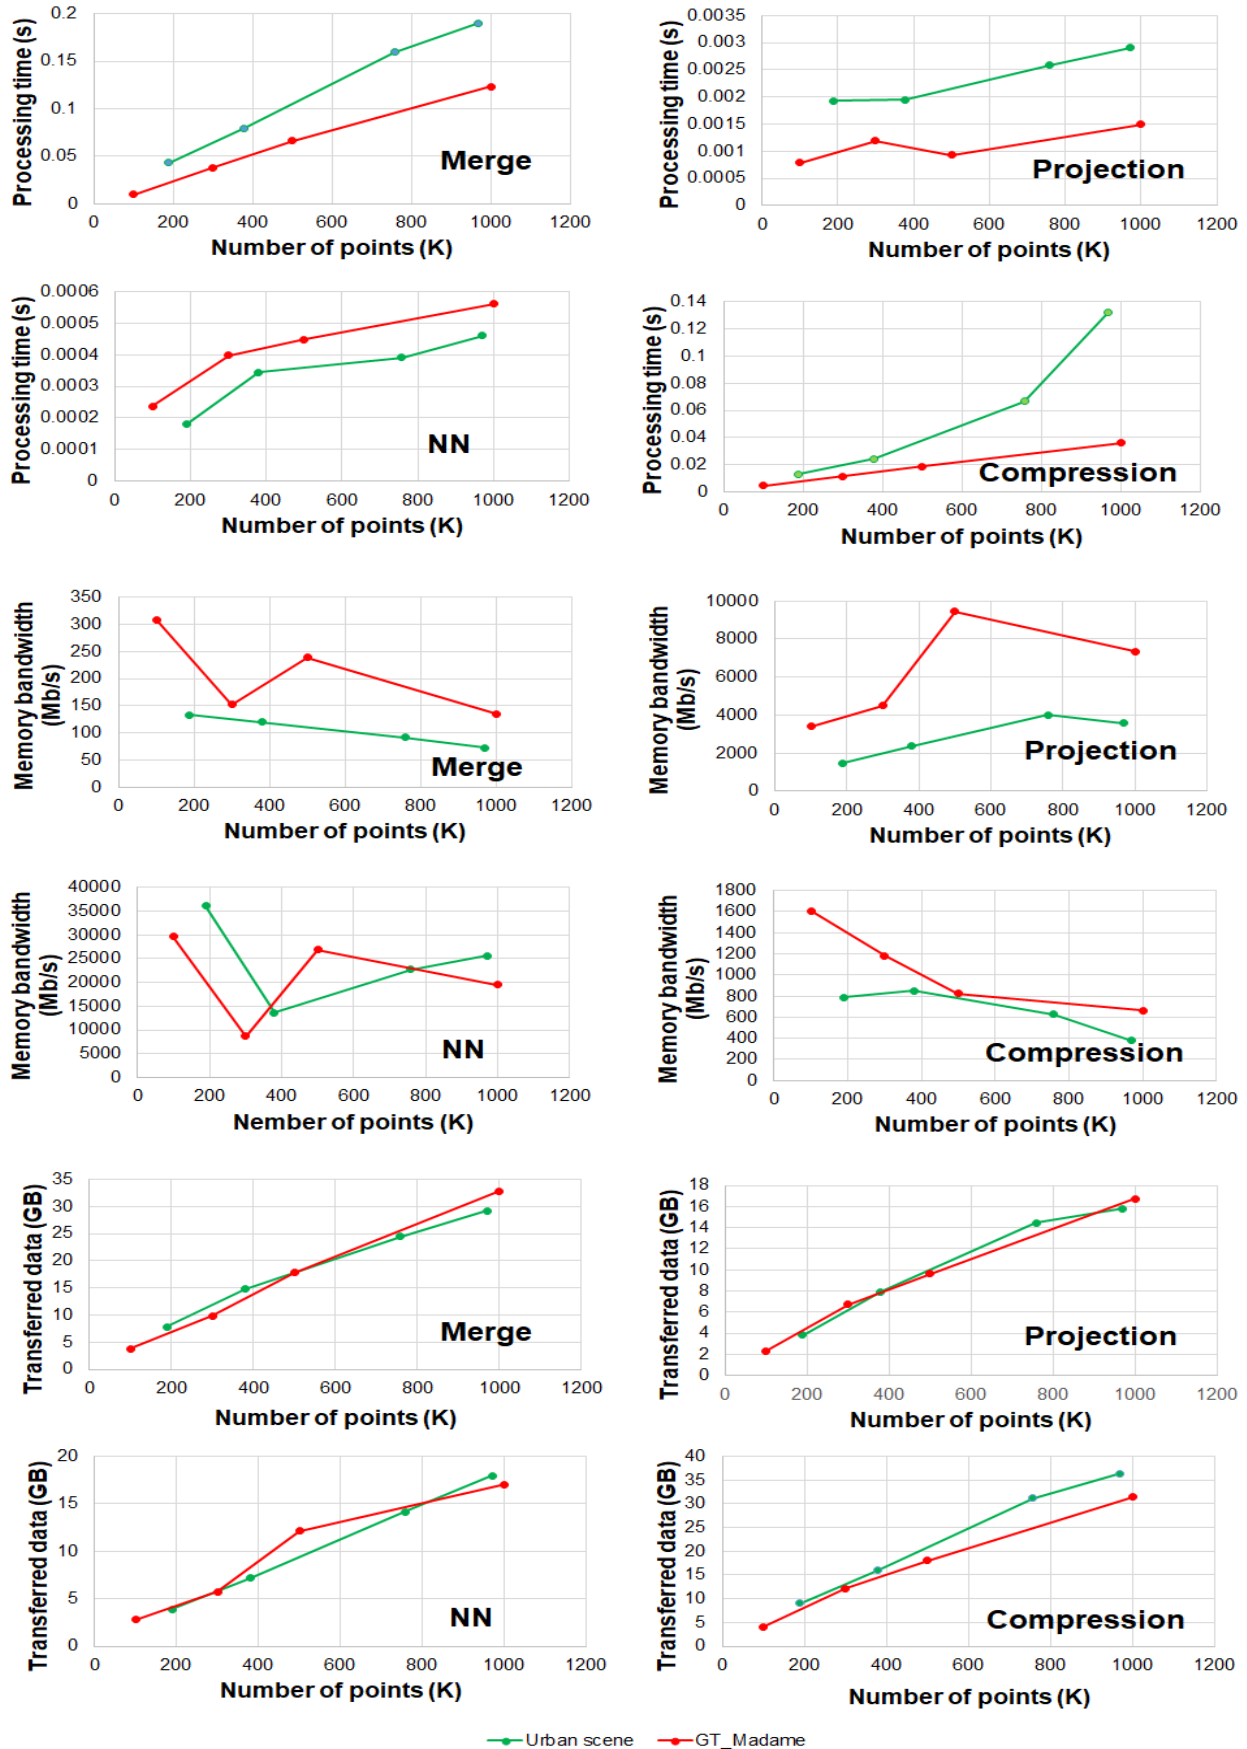 Processing time (s)
0.2
0.15
0.1
0.05
0
Merge
0 200 400 600 800 1000 1200
Number of points (K)
Processing time (s)
0.0035
0.003
0.0025
0.002
0.0015
0.001
0.0005
0
Projection
0 200 400 600 800 1000 1200
Number of points (K)
Processing time (s)
0.0006
0.0005
0.0004
0.0003
0.0002
0.0001
0
NN
0 200 400 600 800 1000 1200
Number of points (K)
Processing time (s)
0.14
0.12
0.1
0.08
0.06
0.04
0.02
0
Compression
0 200 400 600 800 1000 1200
Number of points (K)
Memory bandwidth
(Mb/s)
350
300
250
200
150
100
50
0
Merge
0 200 400 600 800 1000 1200
Number of points (K)
Memory bandwidth
(Mb/s)
10000
8000
6000
4000
2000
0
Projection
0 200 400 600 800 1000 1200
Number of points (K)
Memory bandwidth
(Mb/s)
40000
35000
30000
25000
20000
15000
10000
5000
0
NN
0 200 400 600 800 1000 1200
Nember of points (K)
Memory bandwidth
(Mb/s)
1800
1600
1400
1200
1000
800
600
400
200
0
Compression
0 200 400 600 800 1000 1200
Number of points (K)
Transferred data (GB)
35
30
25
20
15
10
5
0
Merge
0 200 400 600 800 1000 1200
Number of points (K)
Transferred data (GB)
18
16
14
12
10
8
6
4
2
0
Projection
0 200 400 600 800 1000 1200
Number of points (K)
Transferred data (GB)
20
15
10
5
0
NN
0 200 400 600 800 1000 1200
Number of points (K)
Transferred data (GB)
40
35
30
25
20
15
10
5
0
Compression
0 200 400 600 800 1000 1200
Number of points (K)
Urban scene GT_Madame